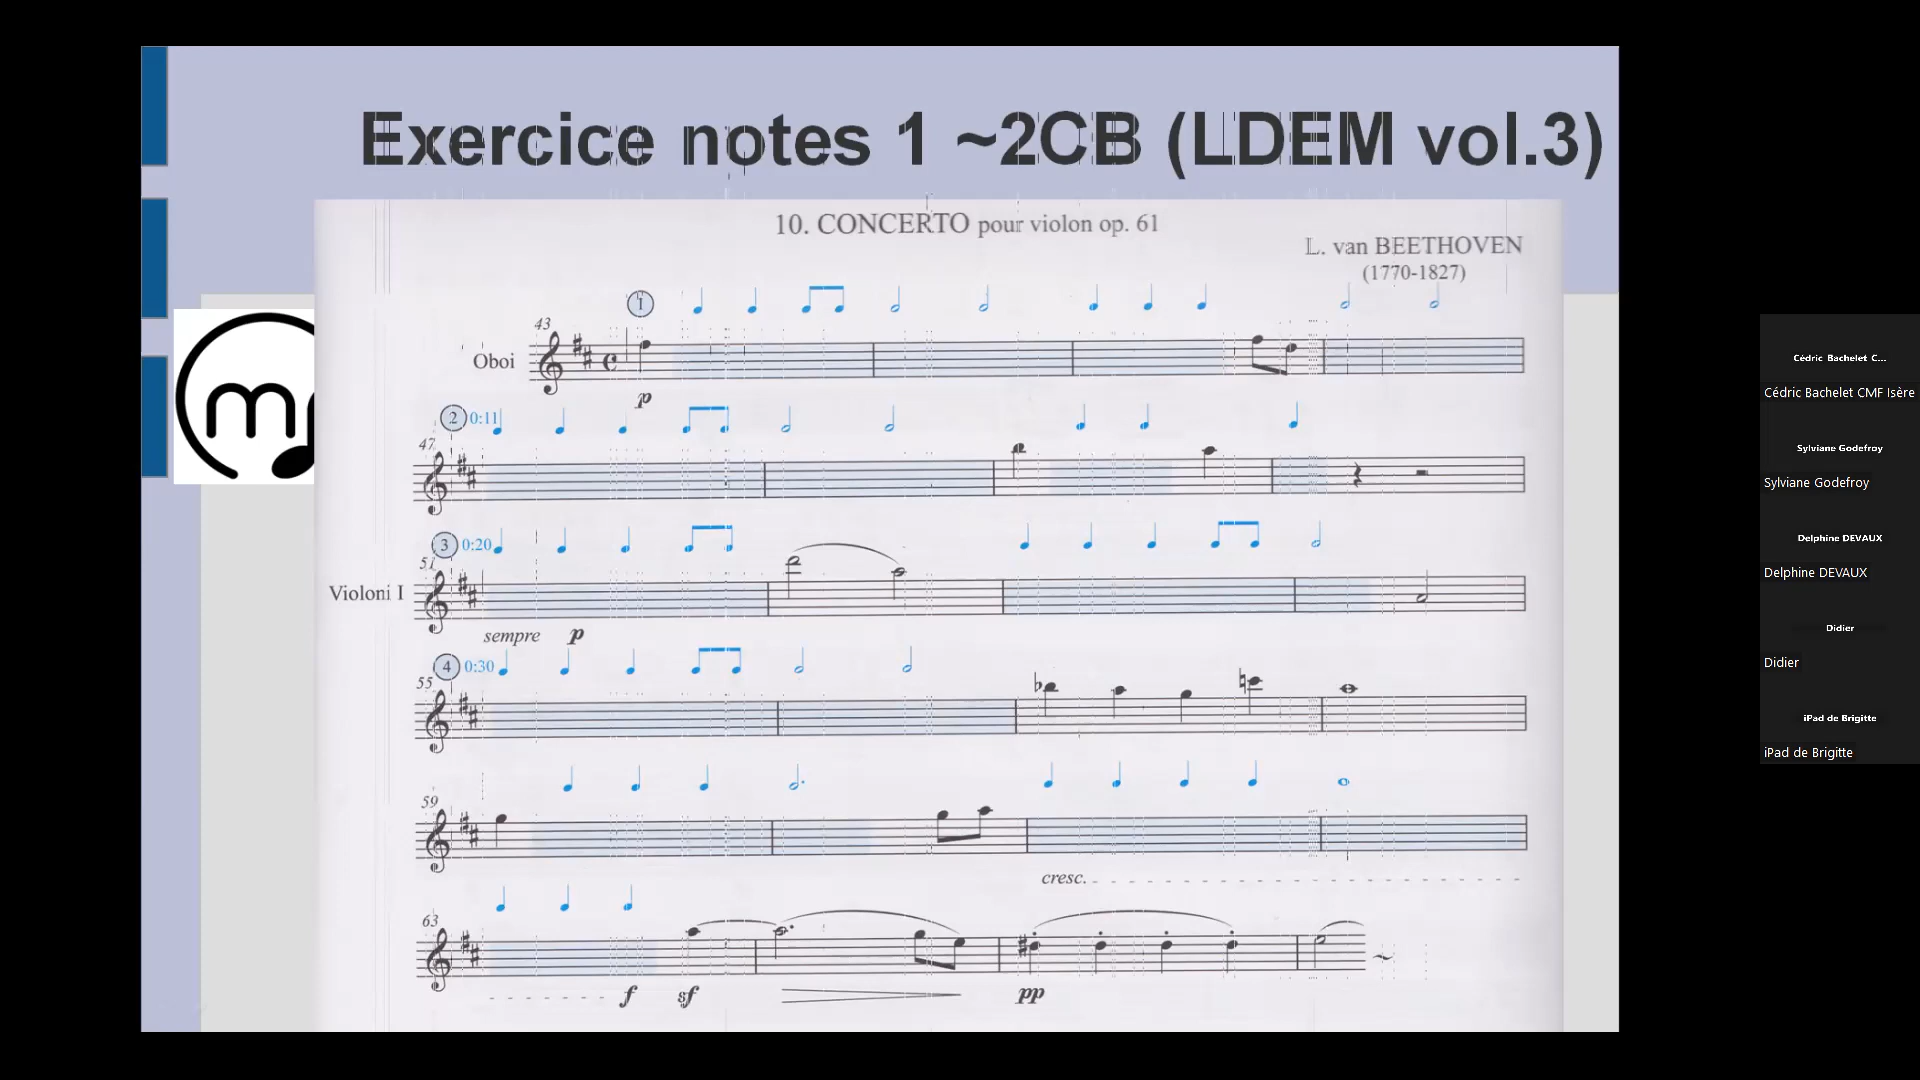 Exercice notes 1 ~2CB (LDEM vol.3)
10. CONCERTO pour violon op. 61
L. van BEETHOVEN
(1770-1827)
1
43
Oboi
p
2 0:11
47
3 0:20
51
Violoni I
sempre p
4 0:30
55
59
cresc.
63
f sf
pp
Cédric Bachelet C...
Cédric Bachelet CMF Isère
Sylviane Godefroy
Sylviane Godefroy
Delphine DEVAUX
Delphine DEVAUX
Didier
Didier
iPad de Brigitte
iPad de Brigitte